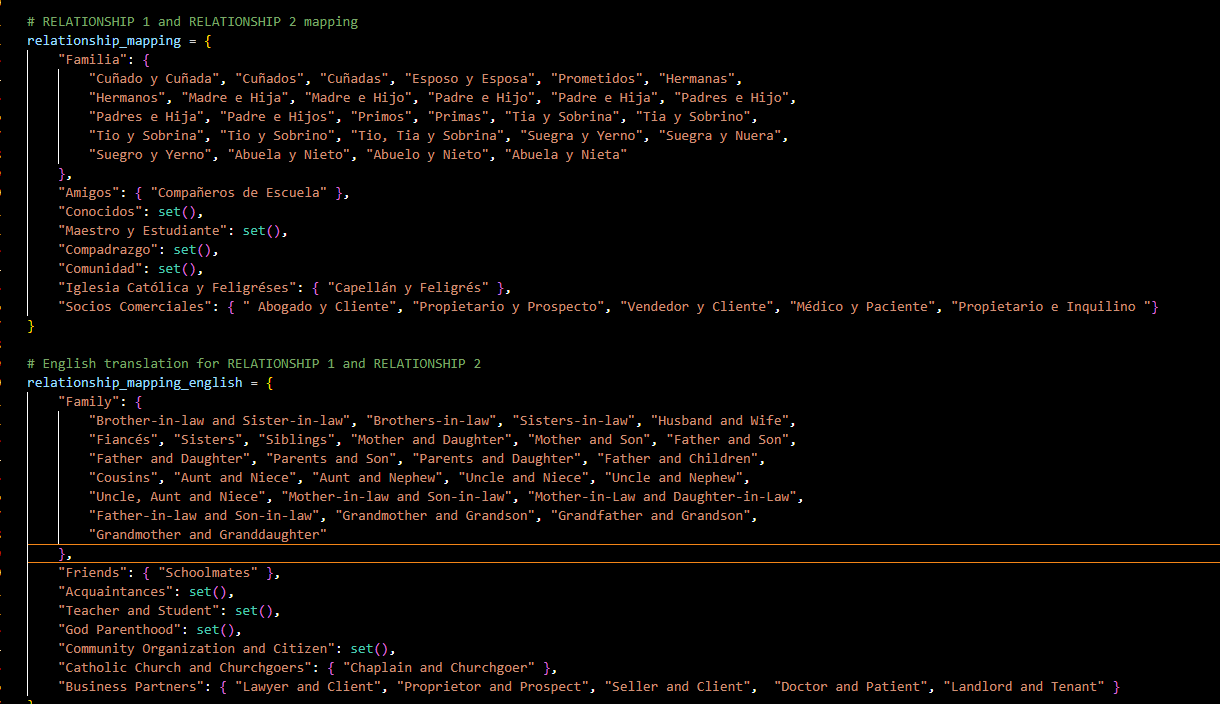 # RELATIONSHIP 1 and RELATIONSHIP 2 mapping
relationship_mapping = {
"Familia": {
"Cuñado y Cuñada", "Cuñados", "Cuñadas", "Esposo y Esposa", "Prometidos", "Hermanas",
"Hermanos", "Madre e Hija", "Madre e Hijo", "Padre e Hijo", "Padre e Hija", "Padres e Hijo",
"Padres e Hija", "Padre e Hijos", "Primos", "Primas", "Tia y Sobrina", "Tia y Sobrino",
"Tio y Sobrina", "Tio y Sobrino", "Tio, Tia y Sobrina", "Suegra y Yerno", "Suegra y Nuera",
"Suegro y Yerno", "Abuela y Nieto", "Abuelo y Nieto", "Abuela y Nieta"
},
"Amigos": { "Compañeros de Escuela" },
"Conocidos": set(),
"Maestro y Estudiante": set(),
"Compadrazgo": set(),
"Comunidad": set(),
"Iglesia Católica y Feligréses": { "Capellán y Feligrés" },
"Socios Comerciales": { " Abogado y Cliente", "Propietario y Prospecto", "Vendedor y Cliente", "Médico y Paciente", "Propietario e Inquilino "}
}
# English translation for RELATIONSHIP 1 and RELATIONSHIP 2
relationship_mapping_english = {
"Family": {
"Brother-in-law and Sister-in-law", "Brothers-in-law", "Sisters-in-law", "Husband and Wife",
"Fiancés", "Sisters", "Siblings", "Mother and Daughter", "Mother and Son", "Father and Son",
"Father and Daughter", "Parents and Son", "Parents and Daughter", "Father and Children",
"Cousins", "Aunt and Niece", "Aunt and Nephew", "Uncle and Niece", "Uncle and Nephew",
"Uncle, Aunt and Niece", "Mother-in-law and Son-in-law", "Mother-in-Law and Daughter-in-Law",
"Father-in-law and Son-in-law", "Grandmother and Grandson", "Grandfather and Grandson",
"Grandmother and Granddaughter"
},
"Friends": { "Schoolmates" },
"Acquaintances": set(),
"Teacher and Student": set(),
"God Parenthood": set(),
"Community Organization and Citizen": set(),
"Catholic Church and Churchgoers": { "Chaplain and Churchgoer" },
"Business Partners": { "Lawyer and Client", "Proprietor and Prospect", "Seller and Client",  "Doctor and Patient", "Landlord and Tenant" }